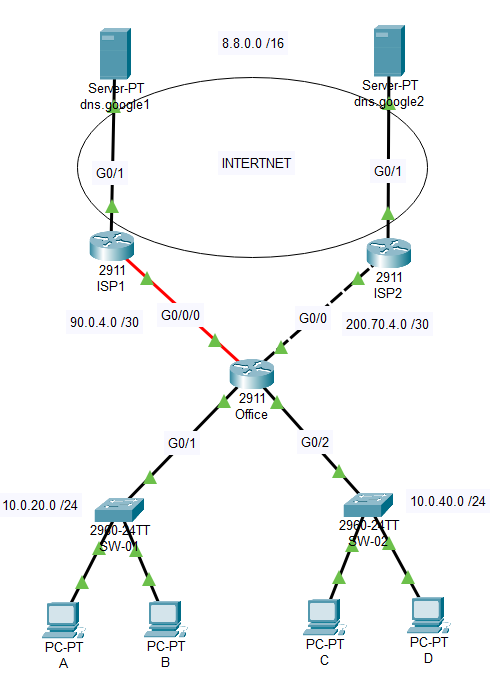 8.8.0.0 /16
Server-PT
dns.google1
Server-PT
dns.google2
INTERTNET
G0/1
G0/1
2911
ISP1
2911
ISP2
90.0.4.0 /30
G0/0/0
G0/0
200.70.4.0 /30
2911
Office
G0/1
G0/2
10.0.20.0 /24
2960-24TT
SW-01
2960-24TT
SW-02
10.0.40.0 /24
PC-PT
A
PC-PT
B
PC-PT
C
PC-PT
D